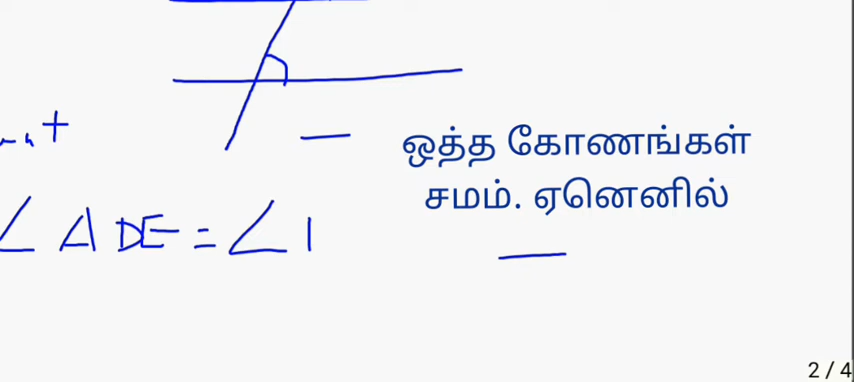 ஒத்த கோணங்கள்
சமம். ஏனெனில்
∠ ADE = ∠ 1
2 / 4